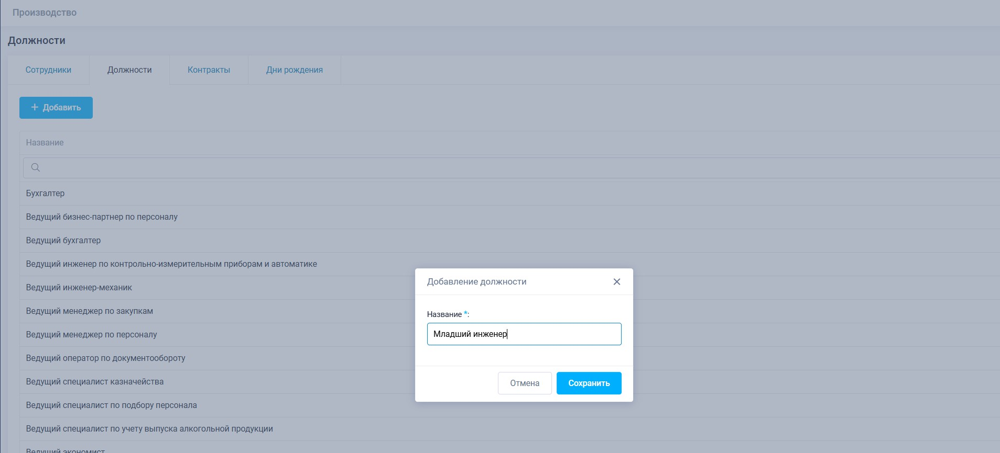 Производство
Должности
Сотрудники Должности Контракты Дни рождения
+ Добавить
Название
Бухгалтер
Ведущий бизнес-партнер по персоналу
Ведущий бухгалтер
Ведущий инженер по контрольно-измерительным приборам и автоматике
Ведущий инженер-механик
Ведущий менеджер по закупкам
Ведущий менеджер по персоналу
Ведущий оператор по документообороту
Ведущий специалист казначейства
Ведущий специалист по подбору персонала
Ведущий специалист по учету выпуска алкогольной продукции
Ведущий экономист
Добавление должности
Название *:
Младший инженер
Отмена Сохранить